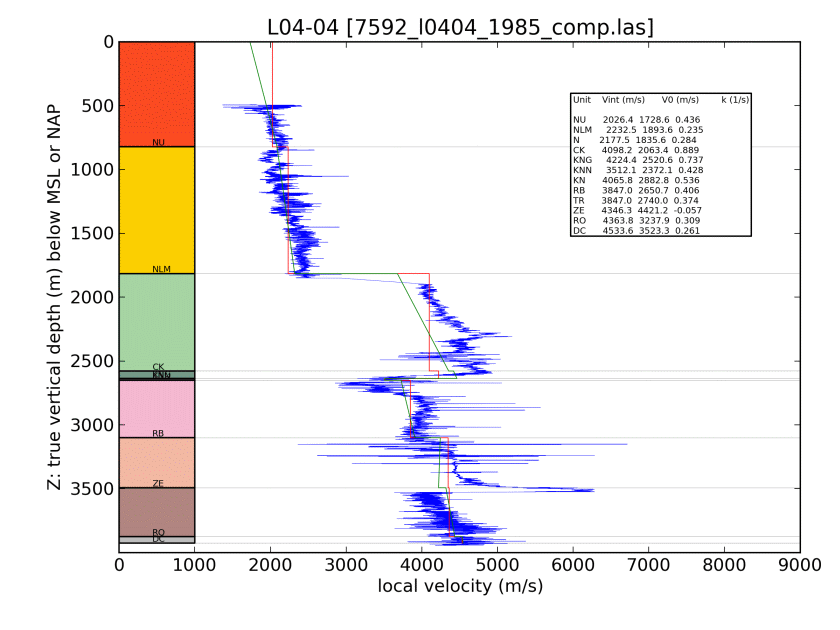 L04-04 [7592_l0404_1985_comp.las]
Z: true vertical depth (m) below MSL or NAP
0
500
1000
1500
2000
2500
3000
3500
NU
NLM
CK
RB
ZE
RO
DC
Unit Vint (m/s) V0 (m/s) k (1/s)
NU 2026.4 1728.6 0.436
NLM 2232.5 1893.6 0.235
N 2177.5 1835.6 0.284
CK 4098.2 2063.4 0.889
KNG 4224.4 2520.6 0.737
KNN 3512.1 2372.1 0.428
KN 4065.8 2882.8 0.536
RB 3847.0 2650.7 0.406
TR 3847.0 2740.0 0.374
ZE 4346.3 4421.2 -0.057
RO 4363.8 3237.9 0.309
DC 4533.6 3523.3 0.261
0 1000 2000 3000 4000 5000 6000 7000 8000 9000
local velocity (m/s)